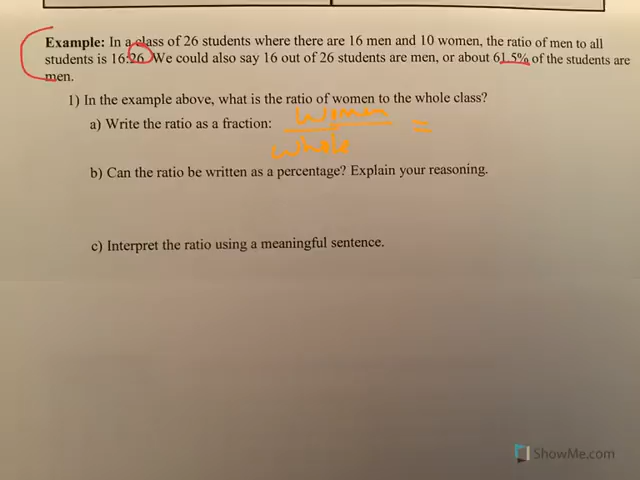 Example: In a class of 26 students where there are 16 men and 10 women, the ratio of men to all
students is 16:26. We could also say 16 out of 26 students are men, or about 61.5% of the students are
men.
1) In the example above, what is the ratio of women to the whole class?
a) Write the ratio as a fraction: women =
whole
b) Can the ratio be written as a percentage? Explain your reasoning.
c) Interpret the ratio using a meaningful sentence.
ShowMe.com